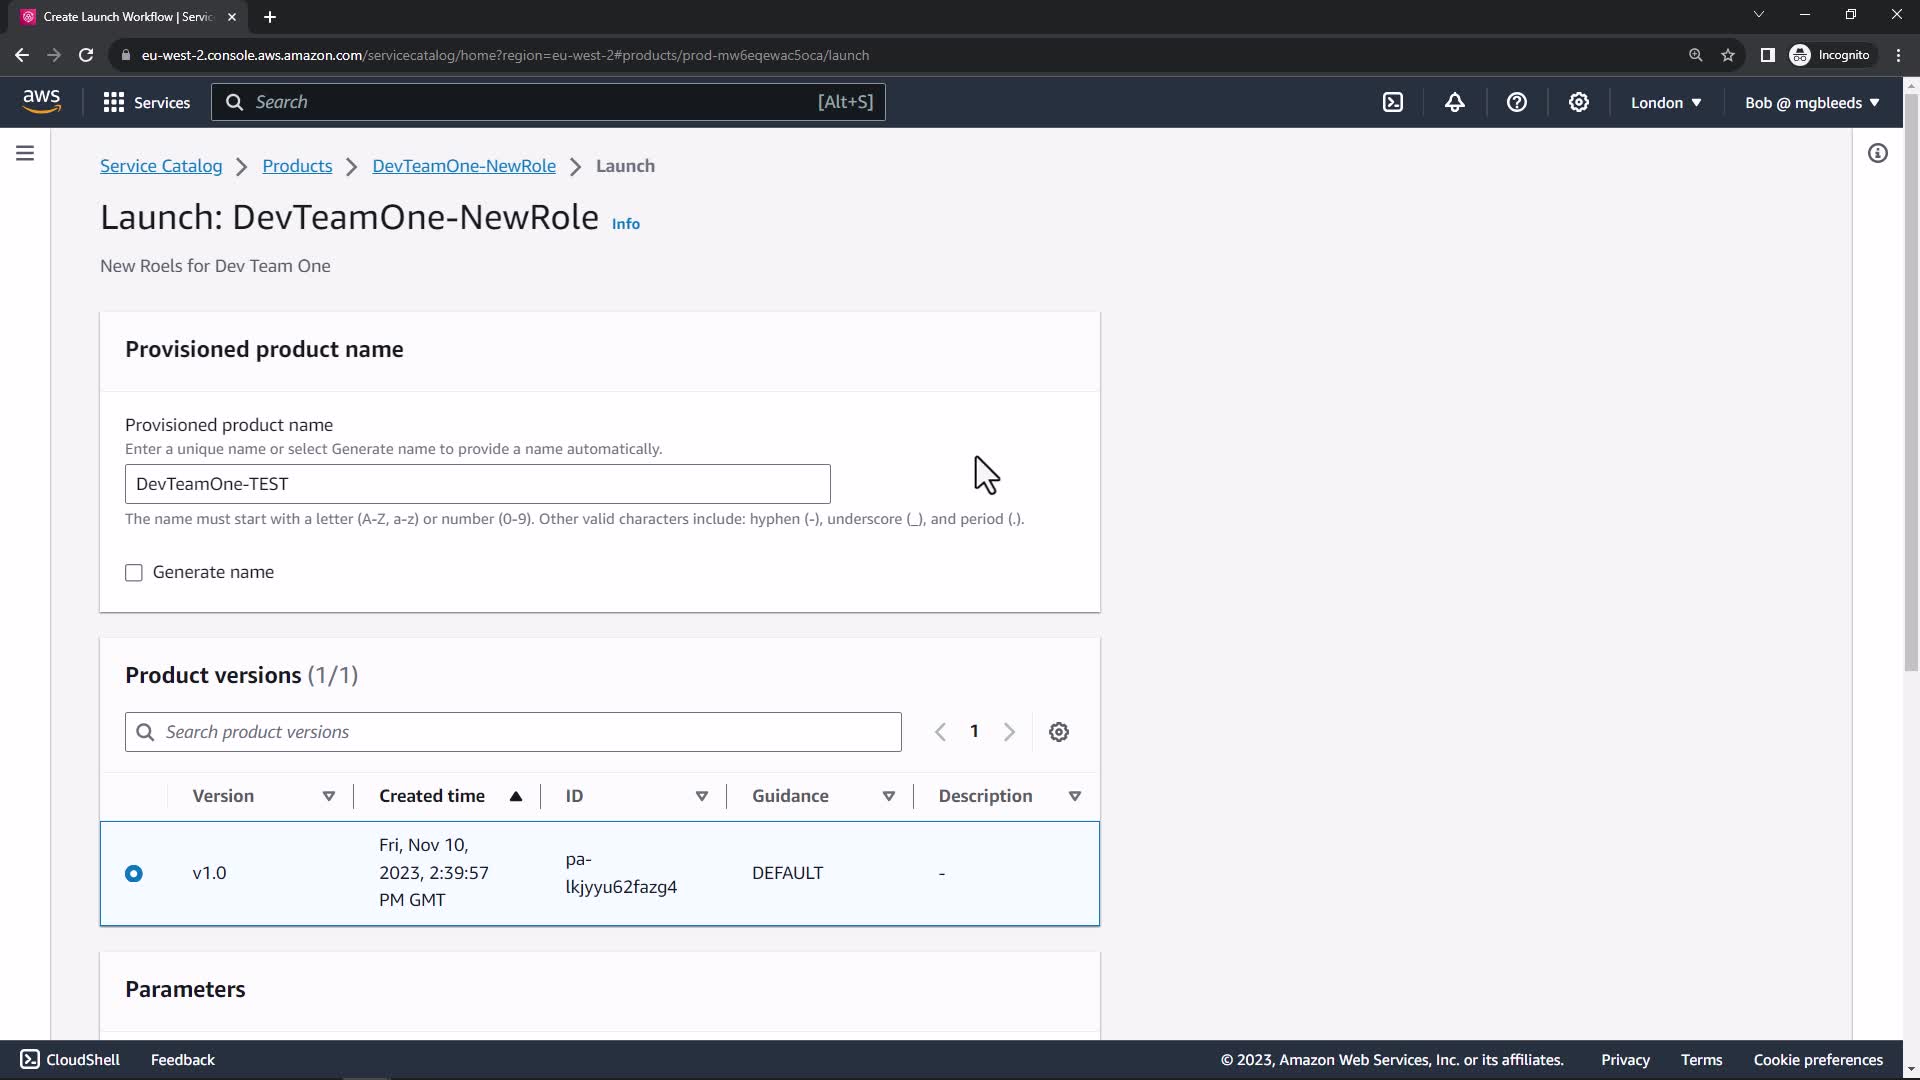 Create Launch Workflow | Servic
eu-west-2.console.aws.amazon.com/servicecatalog/home?region=eu-west-2#products/prod-mw6eqewac5oca/launch
Incognito
aws
Services
Search
[Alt+S]
London
Bob @ mgbleeds
Service Catalog
Products
DevTeamOne-NewRole
Launch
Launch: DevTeamOne-NewRole Info
New Roels for Dev Team One
Provisioned product name
Provisioned product name
Enter a unique name or select Generate name to provide a name automatically.
DevTeamOne-TEST
The name must start with a letter (A-Z, a-z) or number (0-9). Other valid characters include: hyphen (-), underscore (_), and period (.).
Generate name
Product versions (1/1)
Search product versions
1
Version
Created time
ID
Guidance
Description
v1.0
Fri, Nov 10,
2023, 2:39:57
PM GMT
pa-
lkjyyu62fazg4
DEFAULT
-
Parameters
CloudShell
Feedback
© 2023, Amazon Web Services, Inc. or its affiliates.
Privacy
Terms
Cookie preferences